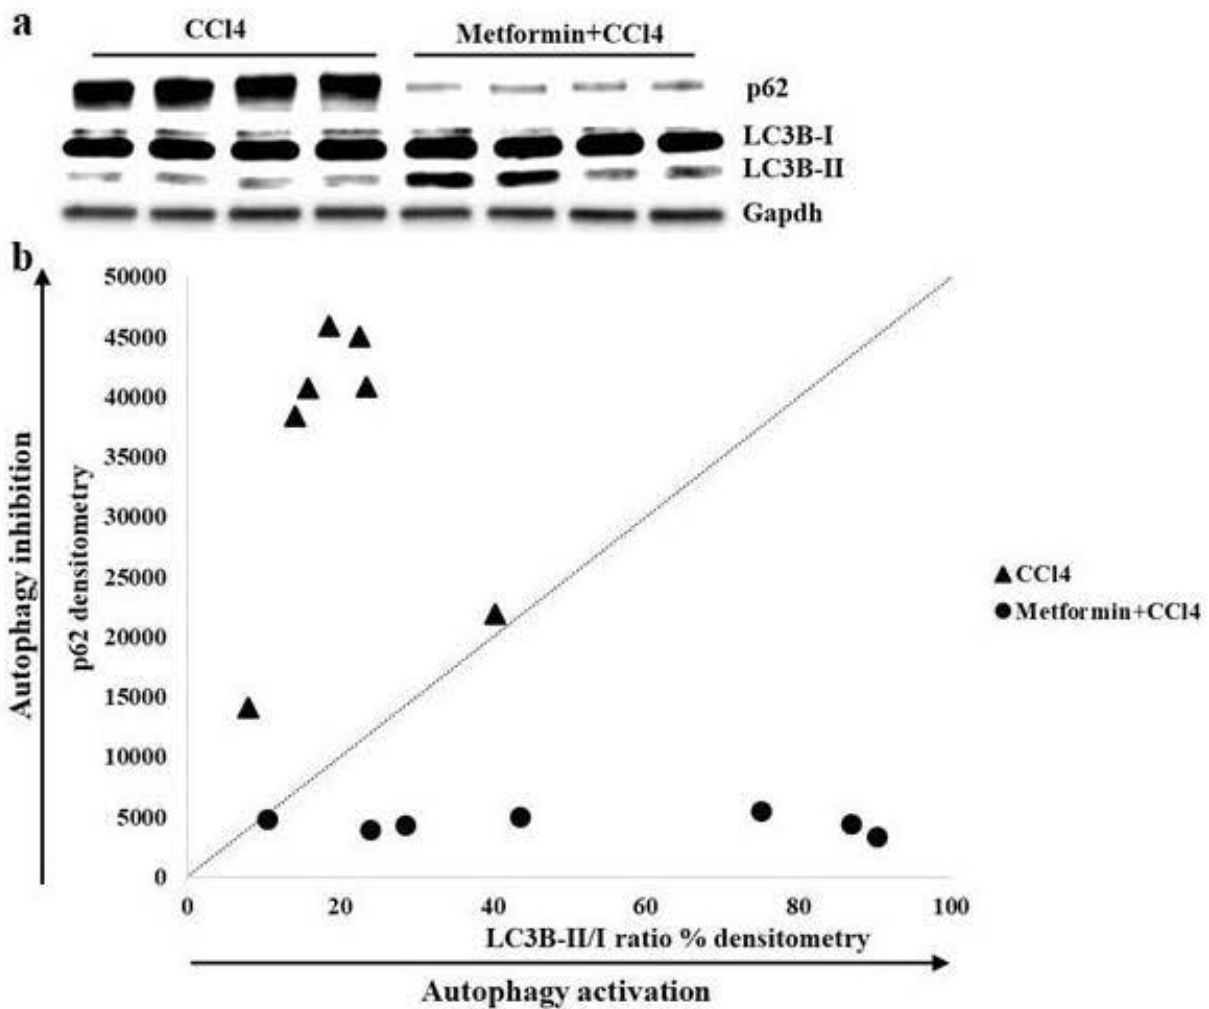 a
CCl4
Metformin+CCl4
p62
LC3B-I
LC3B-II
Gapdh
b
Autophagy inhibition
p62 densitometry
50000
45000
40000
35000
30000
25000
20000
15000
10000
5000
0
0 20 40 60 80 100
LC3B-II/I ratio % densitometry
Autophagy activation
CCl4
Metformin+CCl4